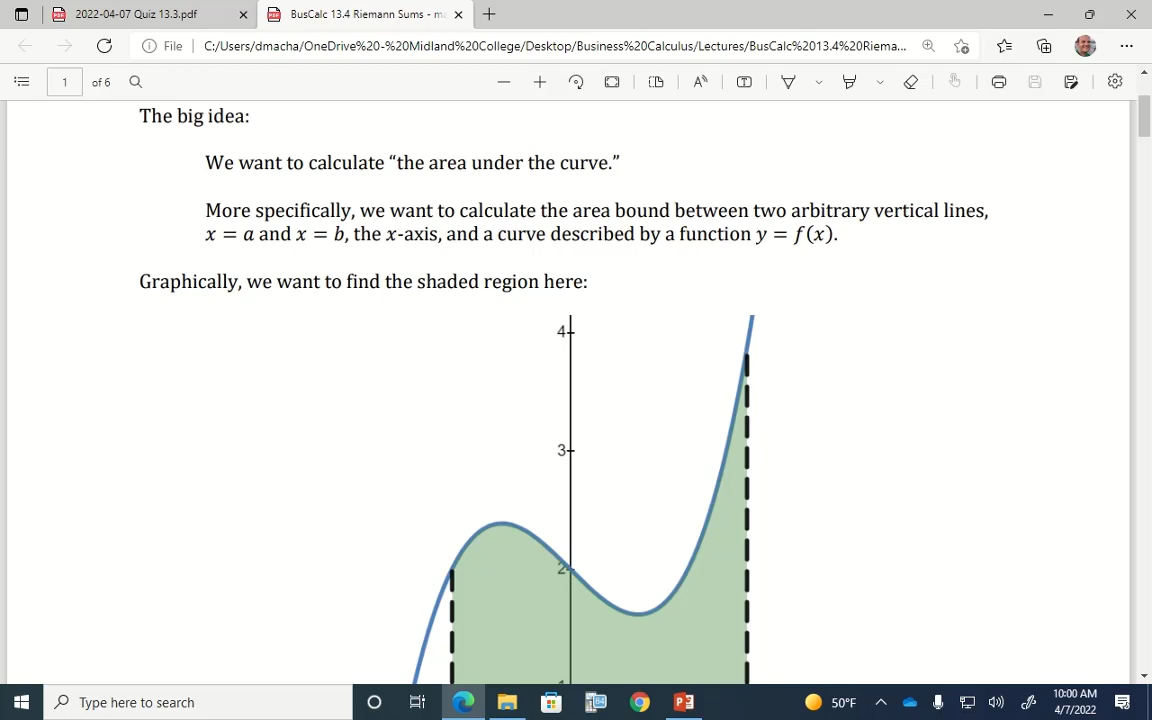 2022-04-07 Quiz 13.3.pdf
BusCalc 13.4 Riemann Sums - ma
File
C:/Users/dmacha/OneDrive%20-%20Midland%20College/Desktop/Business%20Calculus/Lectures/BusCalc%2013.4%20Riema...
1 of 6
The big idea:
We want to calculate “the area under the curve.”
More specifically, we want to calculate the area bound between two arbitrary vertical lines,
x = a and x = b, the x-axis, and a curve described by a function y = f(x).
Graphically, we want to find the shaded region here:
4
3
2
Type here to search
50°F
10:00 AM
4/7/2022